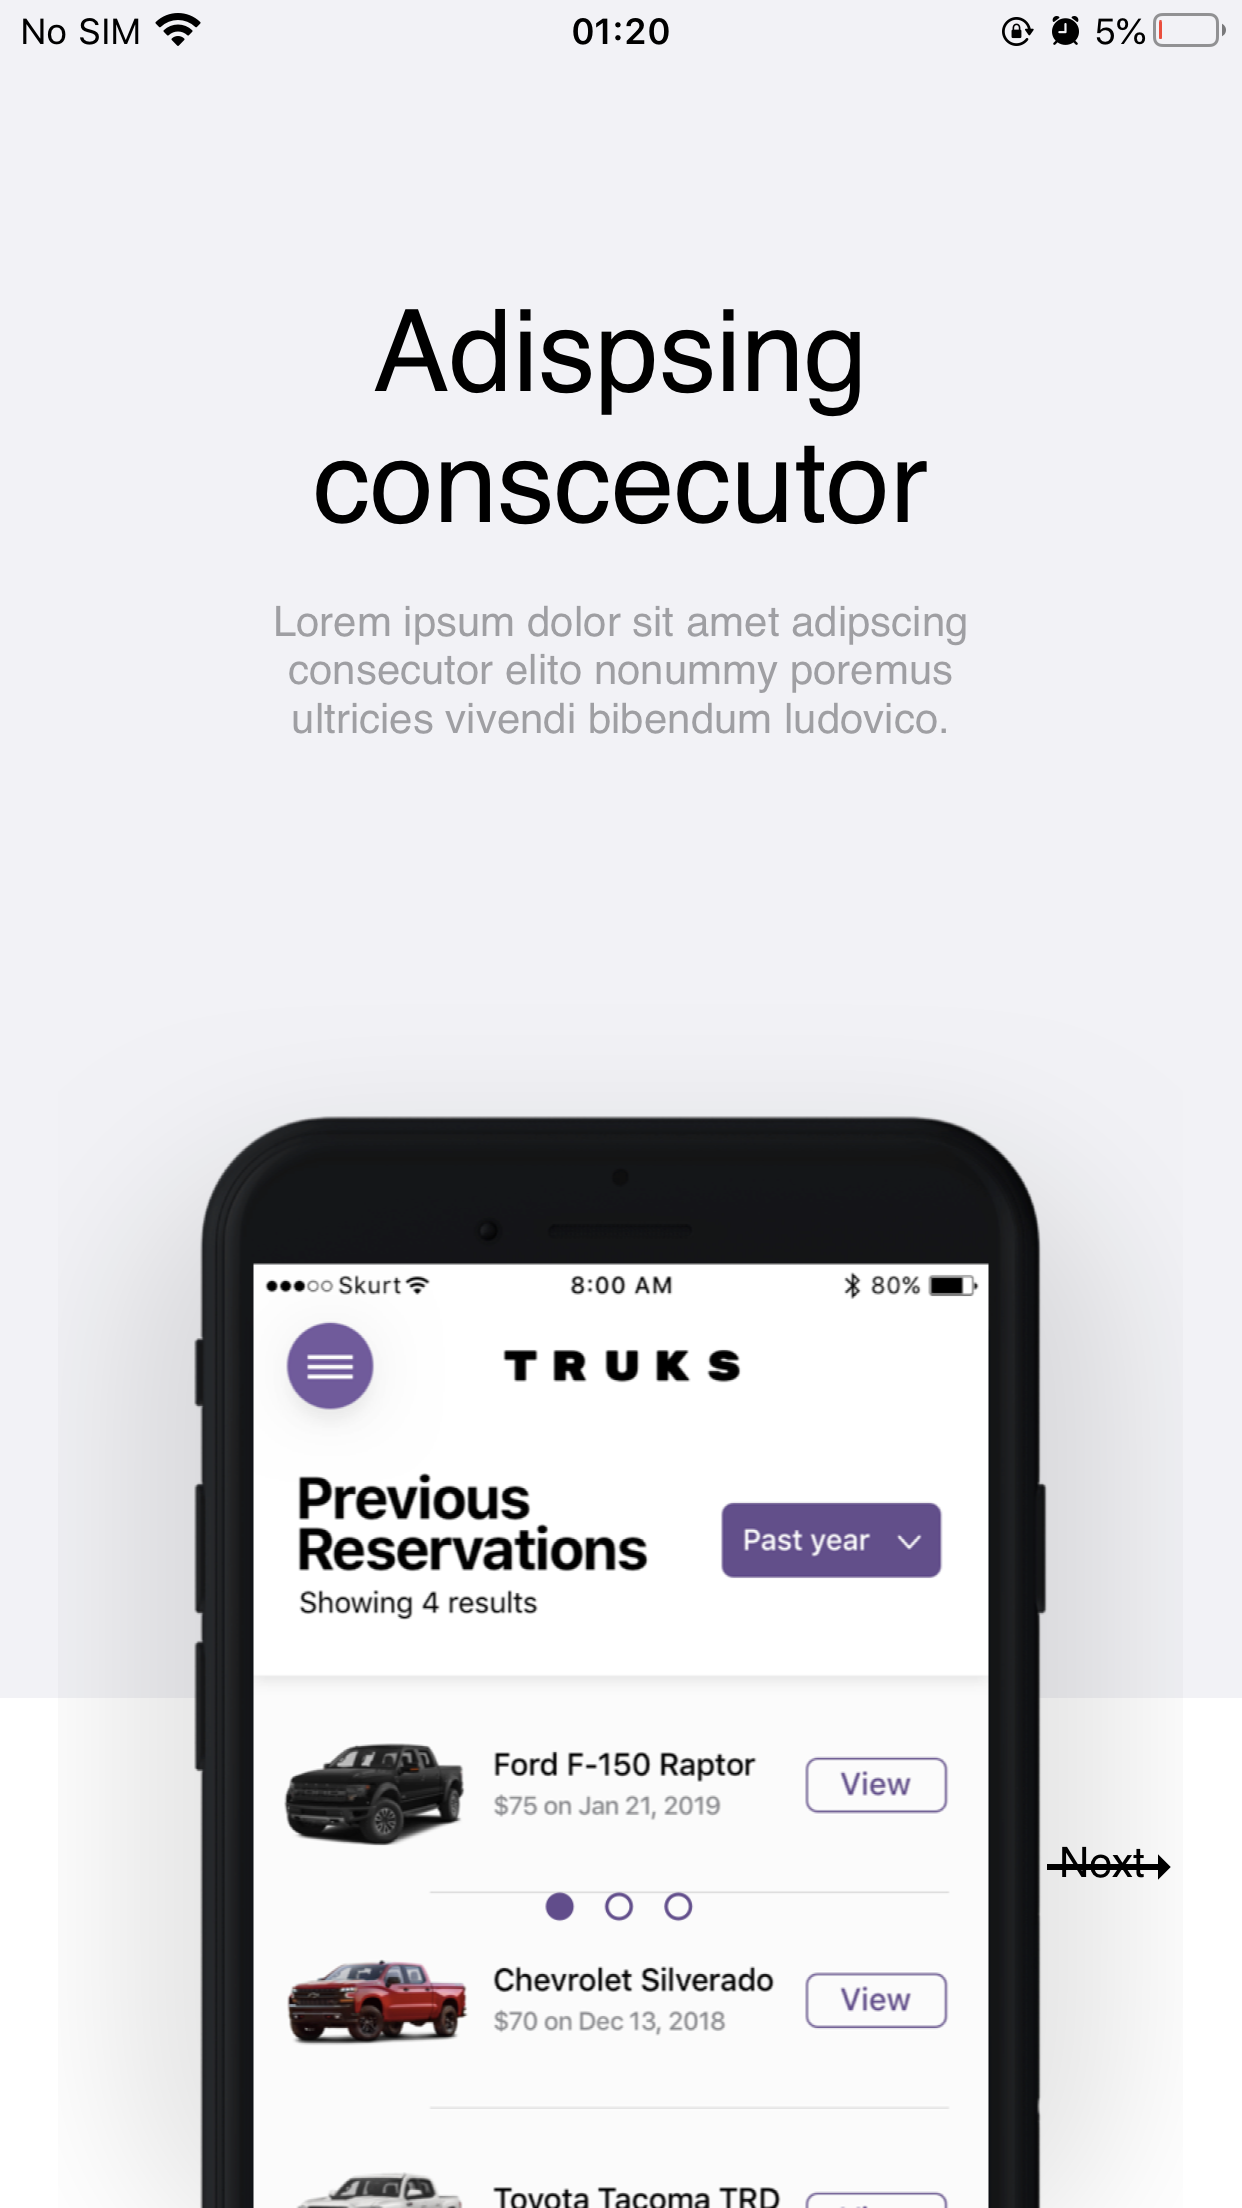 No SIM 01:20 5%
Adispsing
conscecutor
Lorem ipsum dolor sit amet adipscing
consecutor elito nonummy poremus
ultricies vivendi bibendum ludovico.
Skurt 8:00 AM 80%
TRUKS
Previous
Reservations
Past year
Showing 4 results
Ford F-150 Raptor
View
$75 on Jan 21, 2019
Next
Chevrolet Silverado
View
$70 on Dec 13, 2018
Toyota Tacoma TRD